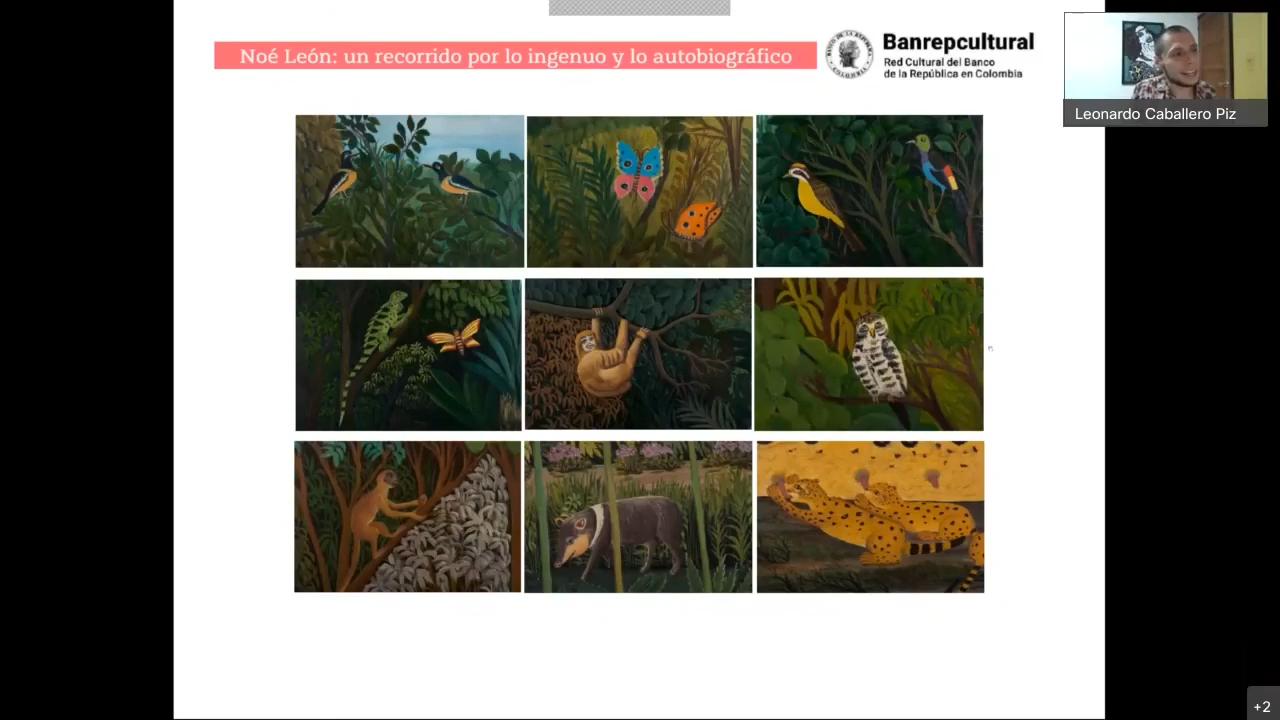 Noé León: un recorrido por lo ingenuo y lo autobiográfico
Banrepcultural
Red Cultural del Banco
de la República en Colombia
Leonardo Caballero Piz
+2